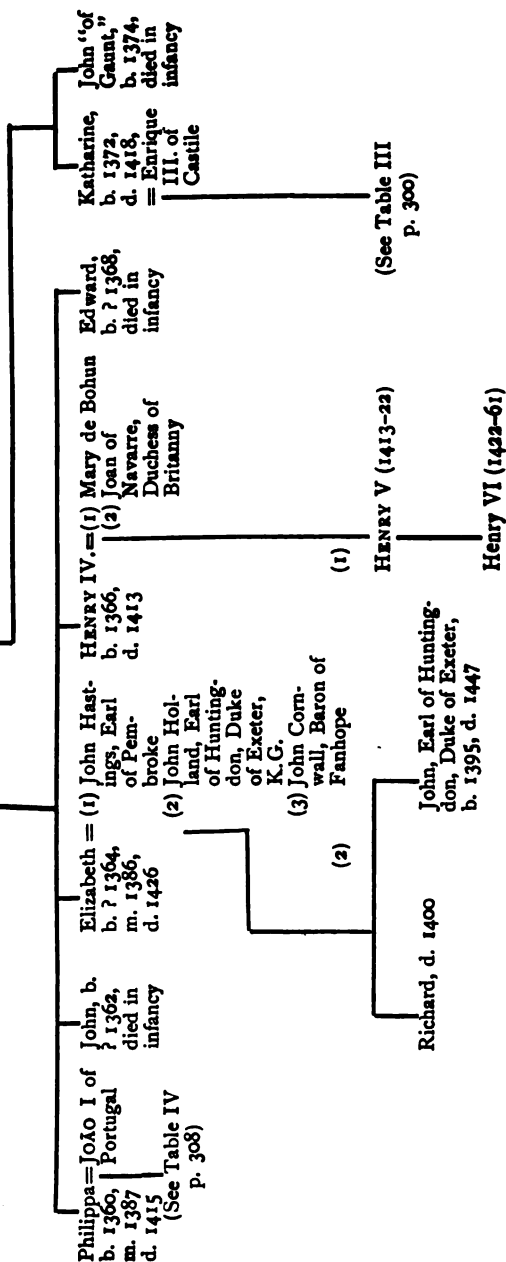 Philippa=JOÃO I of
b. 1360, Portugal
m. 1387
d. 1415
(See Table IV
p. 308)
John, b.
? 1362,
died in
infancy
Elizabeth = (1) John Hast-
b. ? 1364, ings, Earl
m. 1386, of Pem-
d. 1426 broke
(2) John Hol-
land, Earl
of Hunting-
don, Duke
of Exeter,
K.G.
(3) John Corn-
wall, Baron of
Fanhope
(2)
Richard, d. 1400
John, Earl of Hunting-
don, Duke of Exeter,
b. 1395, d. 1447
HENRY IV.=(1) Mary de Bohun
b. 1366, (2) Joan of
d. 1413 Navarre,
Duchess of
Britanny
(1)
HENRY V (1413-22)
Henry VI (1422-61)
Edward,
b. ? 1368,
died in
infancy
Katharine,
b. 1372,
d. 1418,
= Enrique
III. of
Castile
(See Table III
p. 300)
John "of
Gaunt,"
b. 1374,
died in
infancy